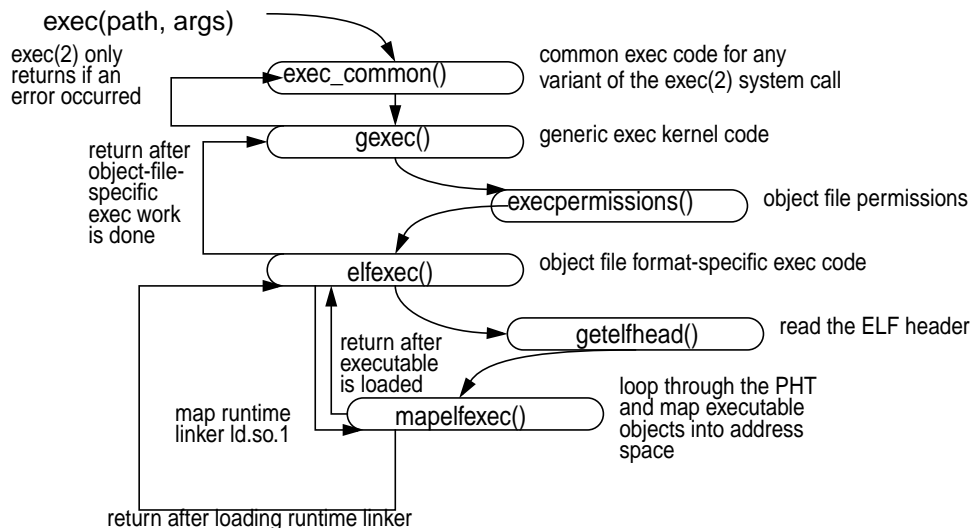 exec(path, args)
exec(2) only
returns if an
error occurred
exec_common()
common exec code for any
variant of the exec(2) system call
gexec()
generic exec kernel code
return after
object-file-
specific
exec work
is done
execpermissions()
object file permissions
elfexec()
object file format-specific exec code
getelfhead()
read the ELF header
return after
executable
is loaded
map runtime
linker ld.so.1
mapelfexec()
loop through the PHT
and map executable
objects into address
space
return after loading runtime linker